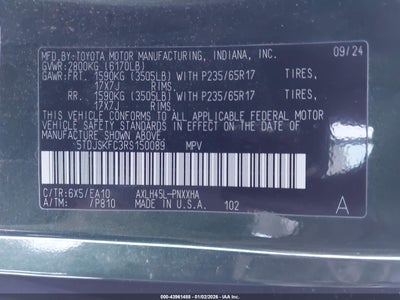 MFD.BY:TOYOTA MOTOR MANUFACTURING, INDIANA, INC. 09/24
GVWR:2800KG (6170LB)
GAWR:FRT. 1590KG (3505LB) WITH P235/65R17 TIRES,
17X7J RIMS.
RR. 1590KG (3505LB) WITH P235/65R17 TIRES,
17X7J RIMS.
THIS VEHICLE CONFORMS TO ALL APPLICABLE FEDERAL MOTOR
VEHICLE SAFETY STANDARDS IN EFFECT ON THE DATE OF
MANUFACTURE SHOWN ABOVE.
5TDJSKFC3RS150089 MPV
C/TR:6X5/EA10 AXLH45L-PNXXHA
A/TM: /P810 MADE IN U.S.A. 102 A
000-43961488 - 01/02/2026 -